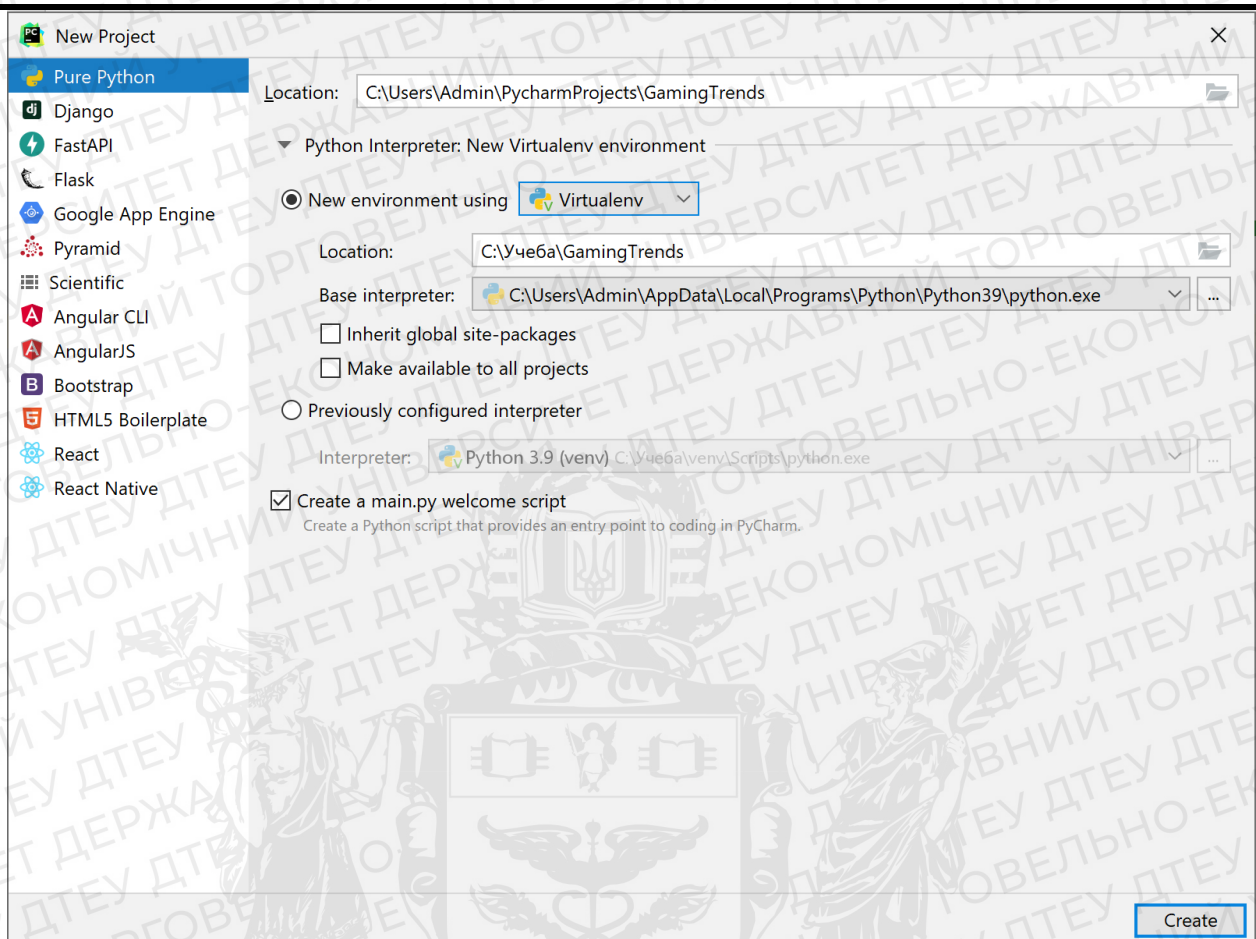 New Project
Pure Python
Django
FastAPI
Flask
Google App Engine
Pyramid
Scientific
Angular CLI
AngularJS
Bootstrap
HTML5 Boilerplate
React
React Native
Location: C:\Users\Admin\PycharmProjects\GamingTrends
Python Interpreter: New Virtualenv environment
New environment using Virtualenv
Location: C:\Учеба\GamingTrends
Base interpreter: C:\Users\Admin\AppData\Local\Programs\Python\Python39\python.exe ...
Inherit global site-packages
Make available to all projects
Previously configured interpreter
Interpreter: Python 3.9 (venv) C:\Учеба\venv\Scripts\python.exe ...
Create a main.py welcome script
Create a Python script that provides an entry point to coding in PyCharm.
Create